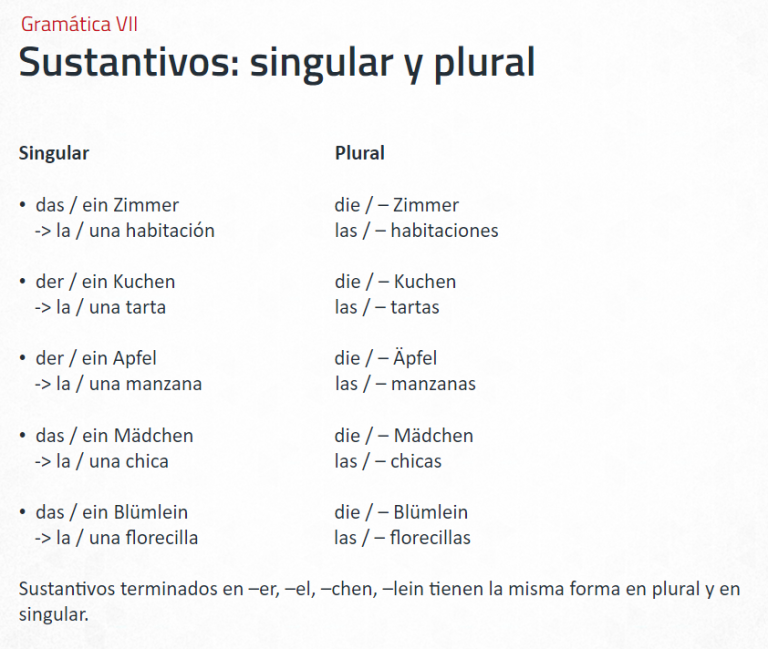 Gramática VII
Sustantivos: singular y plural
Singular Plural
• das / ein Zimmer die / – Zimmer
-> la / una habitación las / – habitaciones
• der / ein Kuchen die / – Kuchen
-> la / una tarta las / – tartas
• der / ein Apfel die / – Äpfel
-> la / una manzana las / – manzanas
• das / ein Mädchen die / – Mädchen
-> la / una chica las / – chicas
• das / ein Blümlein die / – Blümlein
-> la / una florecilla las / – florecillas
Sustantivos terminados en –er, –el, –chen, –lein tienen la misma forma en plural y en
singular.